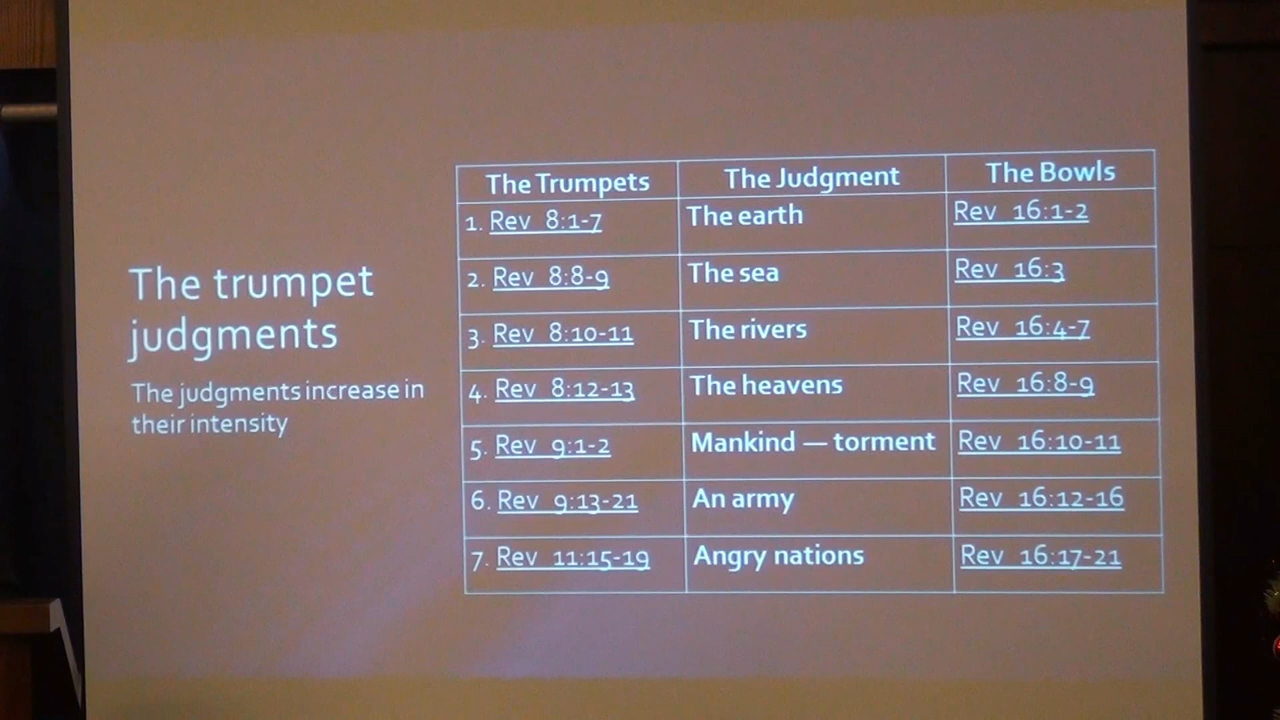 The trumpet
judgments
The judgments increase in
their intensity
The Trumpets The Judgment The Bowls
1. Rev 8:1-7 The earth Rev 16:1-2
2. Rev 8:8-9 The sea Rev 16:3
3. Rev 8:10-11 The rivers Rev 16:4-7
4. Rev 8:12-13 The heavens Rev 16:8-9
5. Rev 9:1-2 Mankind — torment Rev 16:10-11
6. Rev 9:13-21 An army Rev 16:12-16
7. Rev 11:15-19 Angry nations Rev 16:17-21